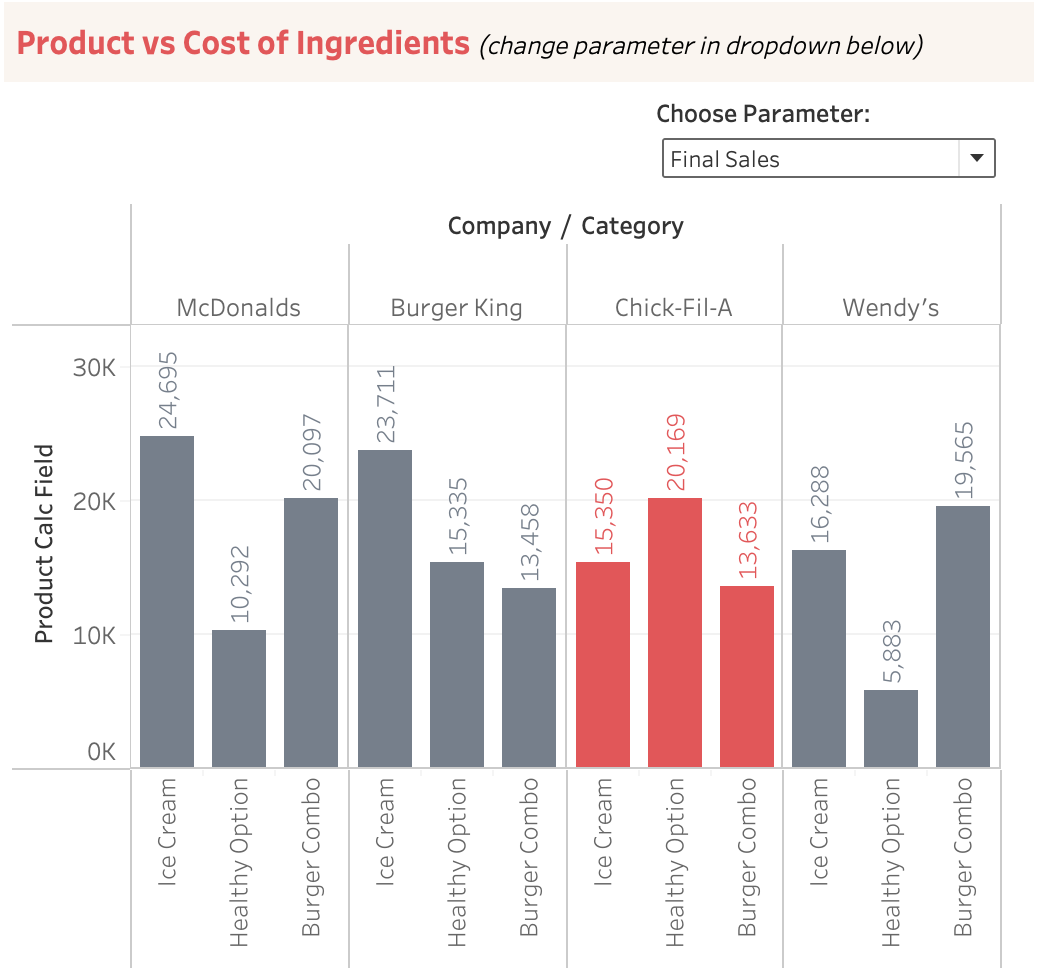 Product vs Cost of Ingredients (change parameter in dropdown below)
Choose Parameter:
Final Sales
Company / Category
McDonalds
Burger King
Chick-Fil-A
Wendy's
Product Calc Field
30K
20K
10K
0K
24,695
10,292
20,097
23,711
15,335
13,458
15,350
20,169
13,633
16,288
5,883
19,565
Ice Cream
Healthy Option
Burger Combo
Ice Cream
Healthy Option
Burger Combo
Ice Cream
Healthy Option
Burger Combo
Ice Cream
Healthy Option
Burger Combo